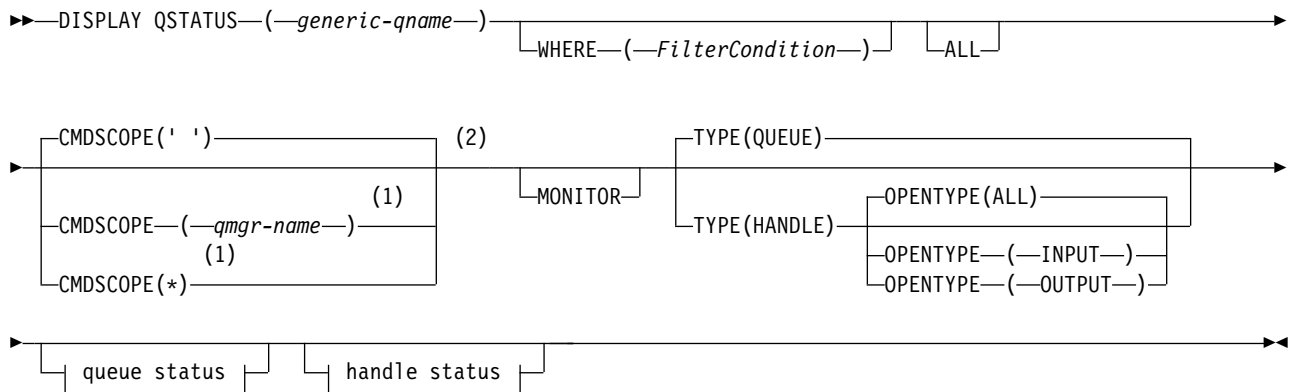 DISPLAY QSTATUS ( generic-qname )
WHERE ( FilterCondition ) ALL
CMDSCOPE(' ') (2) TYPE(QUEUE)
(1) MONITOR OPENTYPE(ALL)
CMDSCOPE ( qmgr-name ) TYPE(HANDLE)
(1) OPENTYPE ( INPUT )
CMDSCOPE(*) OPENTYPE ( OUTPUT )
queue status handle status